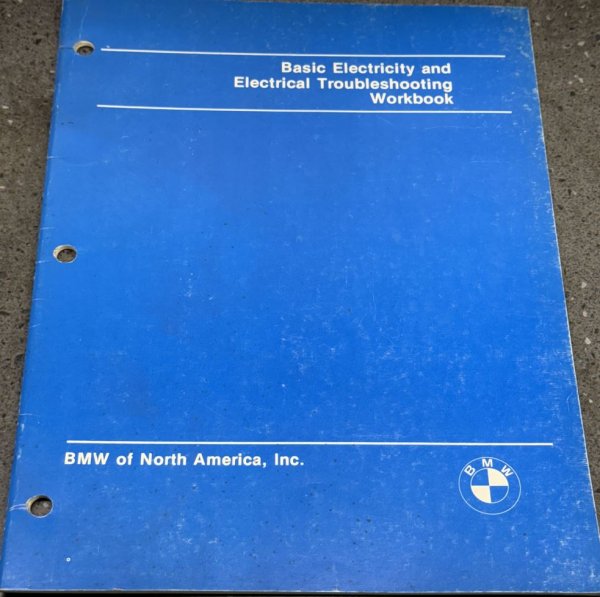 Basic Electricity and
Electrical Troubleshooting
Workbook
BMW of North America, Inc.
BMW